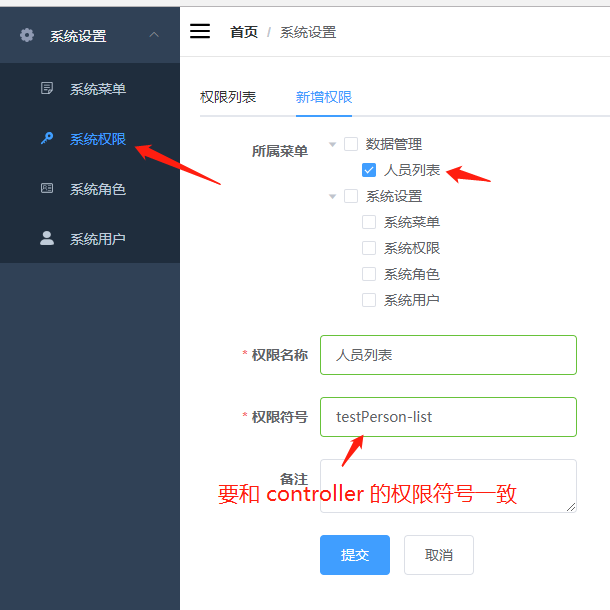 系统设置
系统菜单
系统权限
系统角色
系统用户
首页 / 系统设置
权限列表 新增权限
所属菜单
数据管理
人员列表
系统设置
系统菜单
系统权限
系统角色
系统用户
* 权限名称 人员列表
* 权限符号 testPerson-list
备注
要和 controller 的权限符号一致
提交 取消